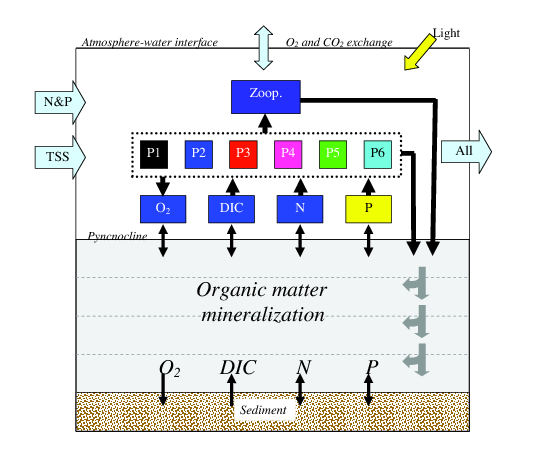 Light
Atmosphere-water interface O₂ and CO₂ exchange
Zoop.
N&P
P1 P2 P3 P4 P5 P6
TSS
All
O₂ DIC N P
Pyncnocline
Organic matter
mineralization
O₂ DIC N P
Sediment